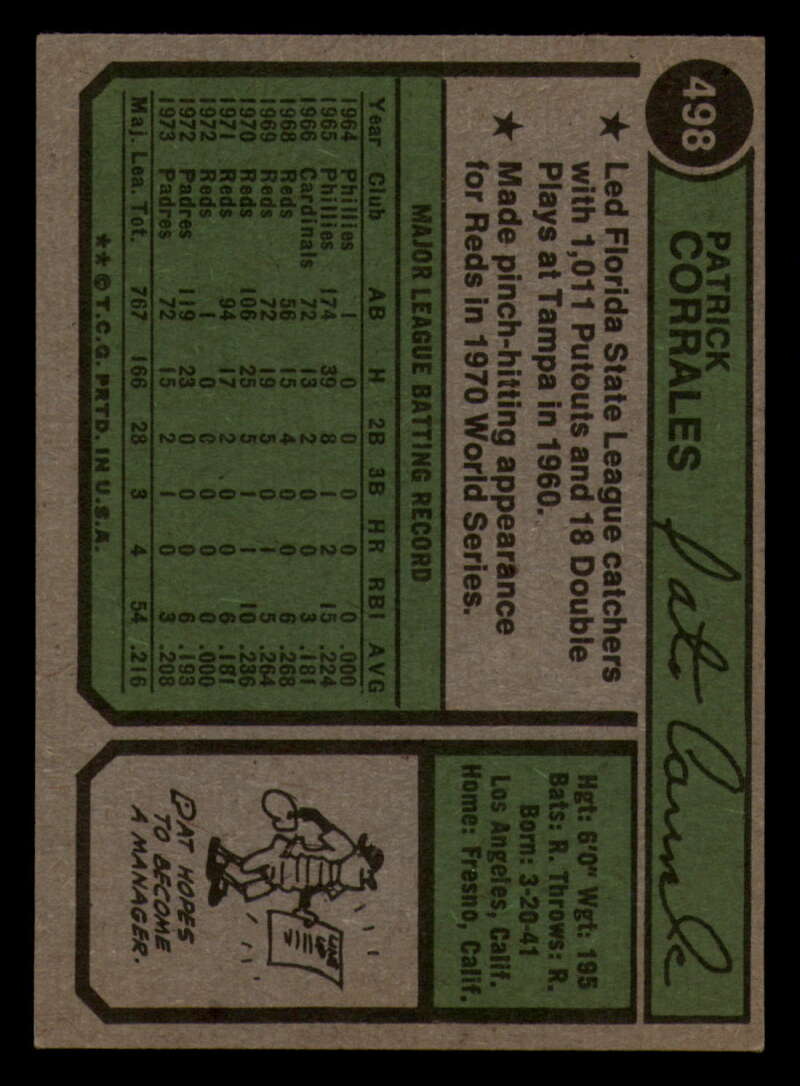 498
PATRICK
CORRALES
Pat Corrales
★ Led Florida State League catchers
with 1,011 Putouts and 18 Double
Plays at Tampa in 1960.
★ Made pinch-hitting appearance
for Reds in 1970 World Series.
MAJOR LEAGUE BATTING RECORD
Year Club AB H 2B 3B HR RBI AVG
1964 Phillies 1 0 0 0 0 0 .000
1965 Phillies 174 39 8 1 2 15 .224
1966 Cardinals 72 13 2 0 0 3 .181
1968 Reds 56 15 4 0 0 6 .268
1969 Reds 72 19 5 0 1 5 .264
1970 Reds 106 25 5 1 1 10 .236
1971 Reds 94 17 2 0 0 6 .181
1972 Reds 1 0 0 0 0 0 .000
1972 Padres 119 23 0 0 0 6 .193
1973 Padres 72 15 2 1 0 3 .208
Maj. Lea. Tot. 767 166 28 3 4 54 .216
**©T.C.G. PRTD. IN U.S.A.
Hgt: 6'0" Wgt: 195
Bats: R. Throws: R.
Born: 3-20-41
Los Angeles, Calif.
Home: Fresno, Calif.
LINE
UP
PAT HOPES
TO BECOME
A MANAGER.